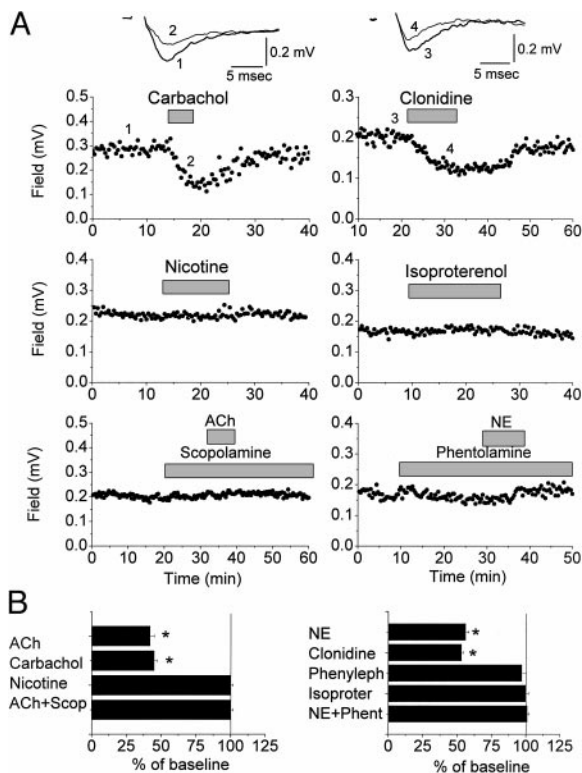 A
2
1
0.2 mV
5 msec
4
3
0.2 mV
5 msec
Carbachol
Field (mV)
0.5
0.4
0.3
0.2
0.1
0.0
1
2
0 10 20 30 40
Clonidine
0.3
0.2
0.1
0.0
3
4
10 20 30 40 50 60
Nicotine
Field (mV)
0.4
0.3
0.2
0.1
0.0
0 10 20 30 40
Isoproterenol
0.4
0.3
0.2
0.1
0.0
0 10 20 30 40
ACh
Scopolamine
Field (mV)
0.5
0.4
0.3
0.2
0.1
0.0
0 10 20 30 40 50 60
Time (min)
NE
Phentolamine
0.4
0.3
0.2
0.1
0.0
0 10 20 30 40 50
Time (min)
B
ACh *
Carbachol *
Nicotine
ACh+Scop
0 25 50 75 100 125
% of baseline
NE *
Clonidine *
Phenyleph
Isoproter
NE+Phent
0 25 50 75 100 125
% of baseline